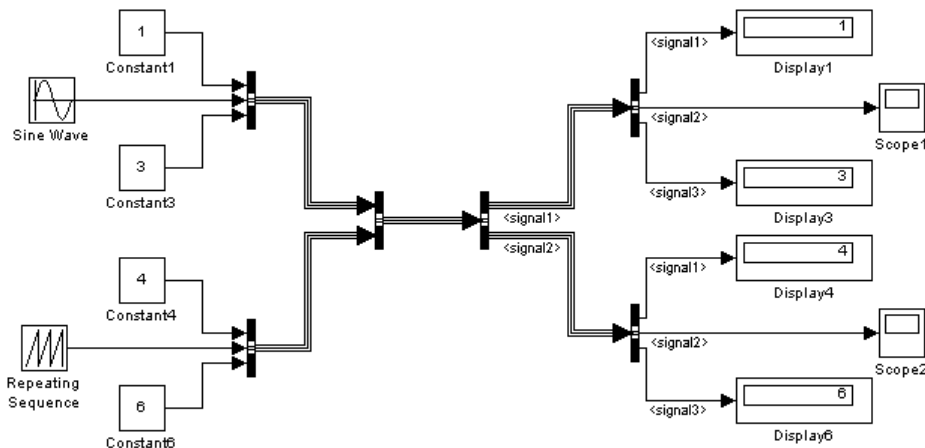 1
Constant1
Sine Wave
3
Constant3
4
Constant4
Repeating
Sequence
6
Constant6
<signal1>
<signal2>
<signal1>
1
Display1
<signal2>
Scope1
<signal3>
3
Display3
<signal1>
4
Display4
<signal2>
Scope2
<signal3>
6
Display6